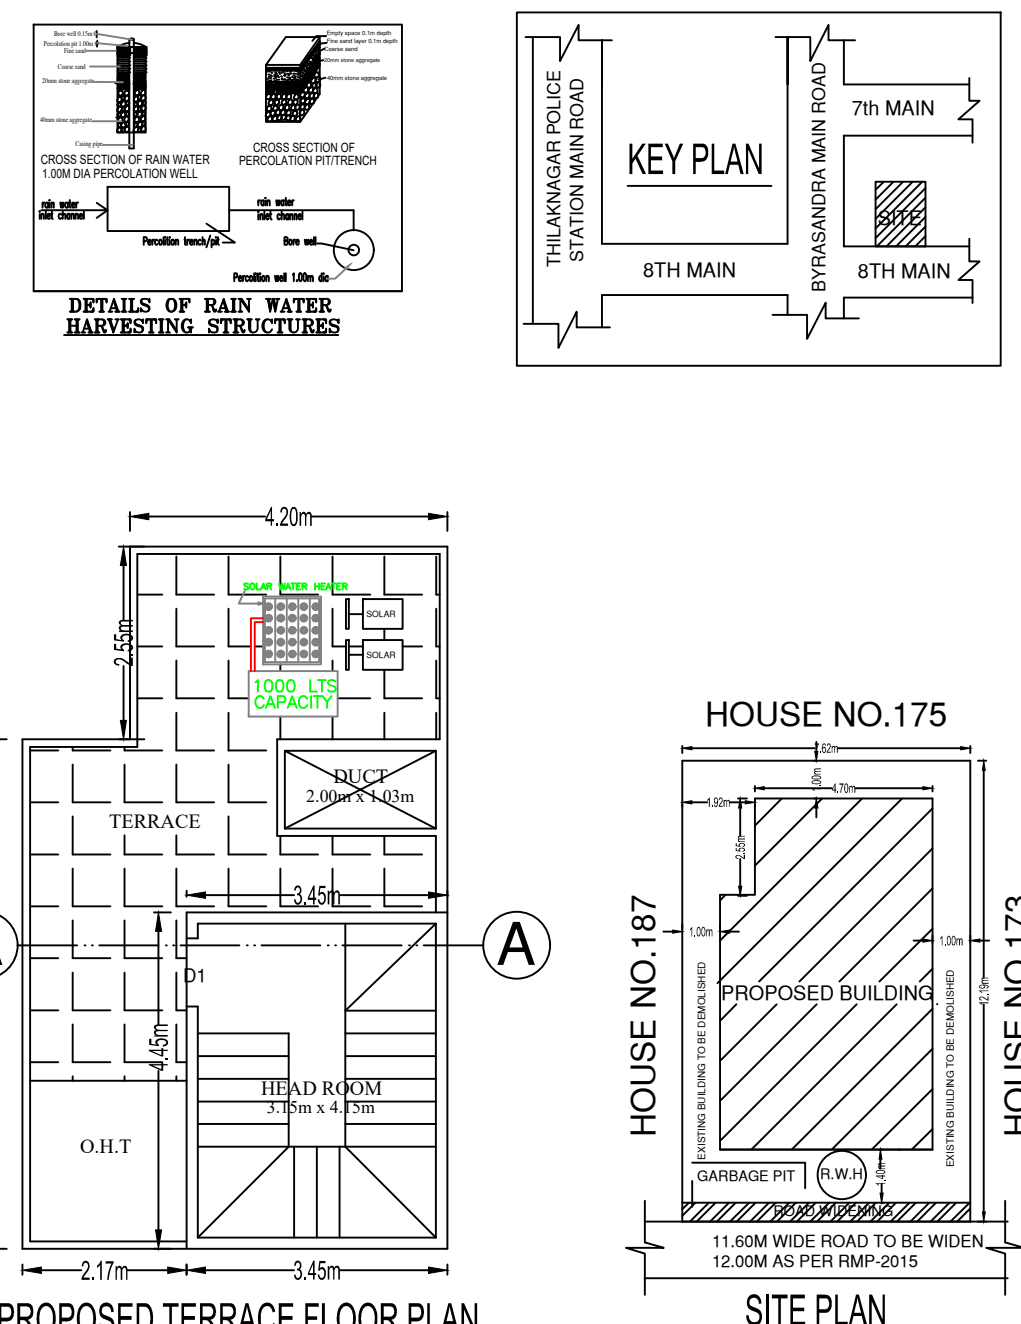 Bore well 0.15m
Percolation pit 1.00m
Fine sand
Coarse sand
20mm stone aggregate
40mm stone aggregate
Casing pipe
CROSS SECTION OF RAIN WATER
1.00M DIA PERCOLATION WELL
Empty space 0.1m depth
Fine sand layer 0.1m depth
Coarse sand
20mm stone aggregate
40mm stone aggregate
CROSS SECTION OF
PERCOLATION PIT/TRENCH
rain water
inlet channel
Percolition trench/pit
rain water
inlet channel
Bore well
Percolition well 1.00m dia
DETAILS OF RAIN WATER
HARVESTING STRUCTURES
THILAKNAGAR POLICE
STATION MAIN ROAD
KEY PLAN
BYRASANDRA MAIN ROAD
7th MAIN
SITE
8TH MAIN
8TH MAIN
4.20m
2.55m
SOLAR WATER HEATER
SOLAR
SOLAR
1000 LTS
CAPACITY
DUCT
2.00m x 1.03m
TERRACE
3.45m
A
D1
4.45m
HEAD ROOM
3.15m x 4.15m
O.H.T
2.17m
3.45m
PROPOSED TERRACE FLOOR PLAN
HOUSE NO.175
7.62m
1.00m
4.70m
1.92m
2.55m
HOUSE NO.187
1.00m
1.00m
HOUSE NO.173
12.19m
PROPOSED BUILDING
EXISTING BUILDING TO BE DEMOLISHED
EXISTING BUILDING TO BE DEMOLISHED
GARBAGE PIT
R.W.H
1.40m
ROAD WIDENING
11.60M WIDE ROAD TO BE WIDEN
12.00M AS PER RMP-2015
SITE PLAN